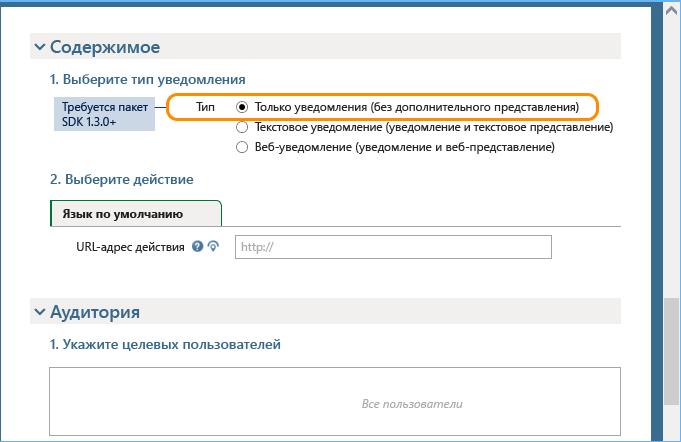 Содержимое
1. Выберите тип уведомления
Требуется пакет
SDK 1.3.0+
Тип
Только уведомления (без дополнительного представления)
Текстовое уведомление (уведомление и текстовое представление)
Веб-уведомление (уведомление и веб-представление)
2. Выберите действие
Язык по умолчанию
URL-адрес действия ?
http://
Аудитория
1. Укажите целевых пользователей
Все пользователи